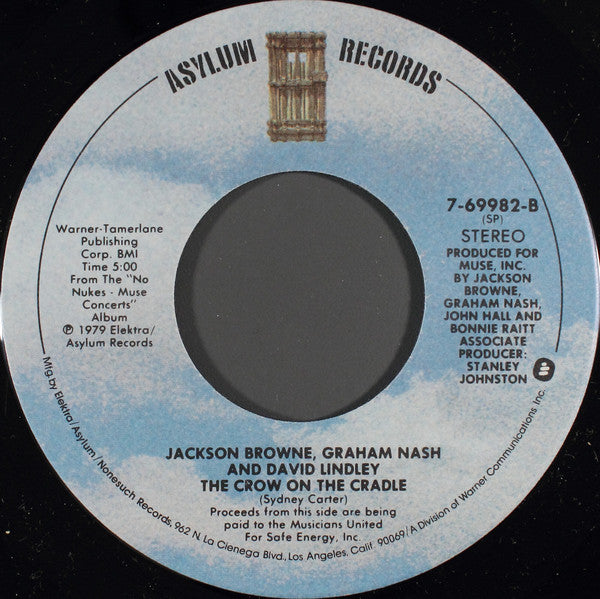 ASYLUM RECORDS
Warner-Tamerlane
Publishing
Corp. BMI
Time 5:00
From The "No
Nukes - Muse
Concerts"
Album
℗ 1979 Elektra/
Asylum Records
7-69982-B
(SP)
STEREO
PRODUCED FOR
MUSE, INC.
BY JACKSON
BROWNE,
GRAHAM NASH,
JOHN HALL AND
BONNIE RAITT
ASSOCIATE
PRODUCER:
STANLEY
JOHNSTON
JACKSON BROWNE, GRAHAM NASH
AND DAVID LINDLEY
THE CROW ON THE CRADLE
(Sydney Carter)
Proceeds from this side are being
paid to the Musicians United
For Safe Energy, Inc.
Mfg. by Elektra/Asylum/Nonesuch Records, 962 N. La Cienega Blvd., Los Angeles, Calif. 90069/A Division of Warner Communications Inc.